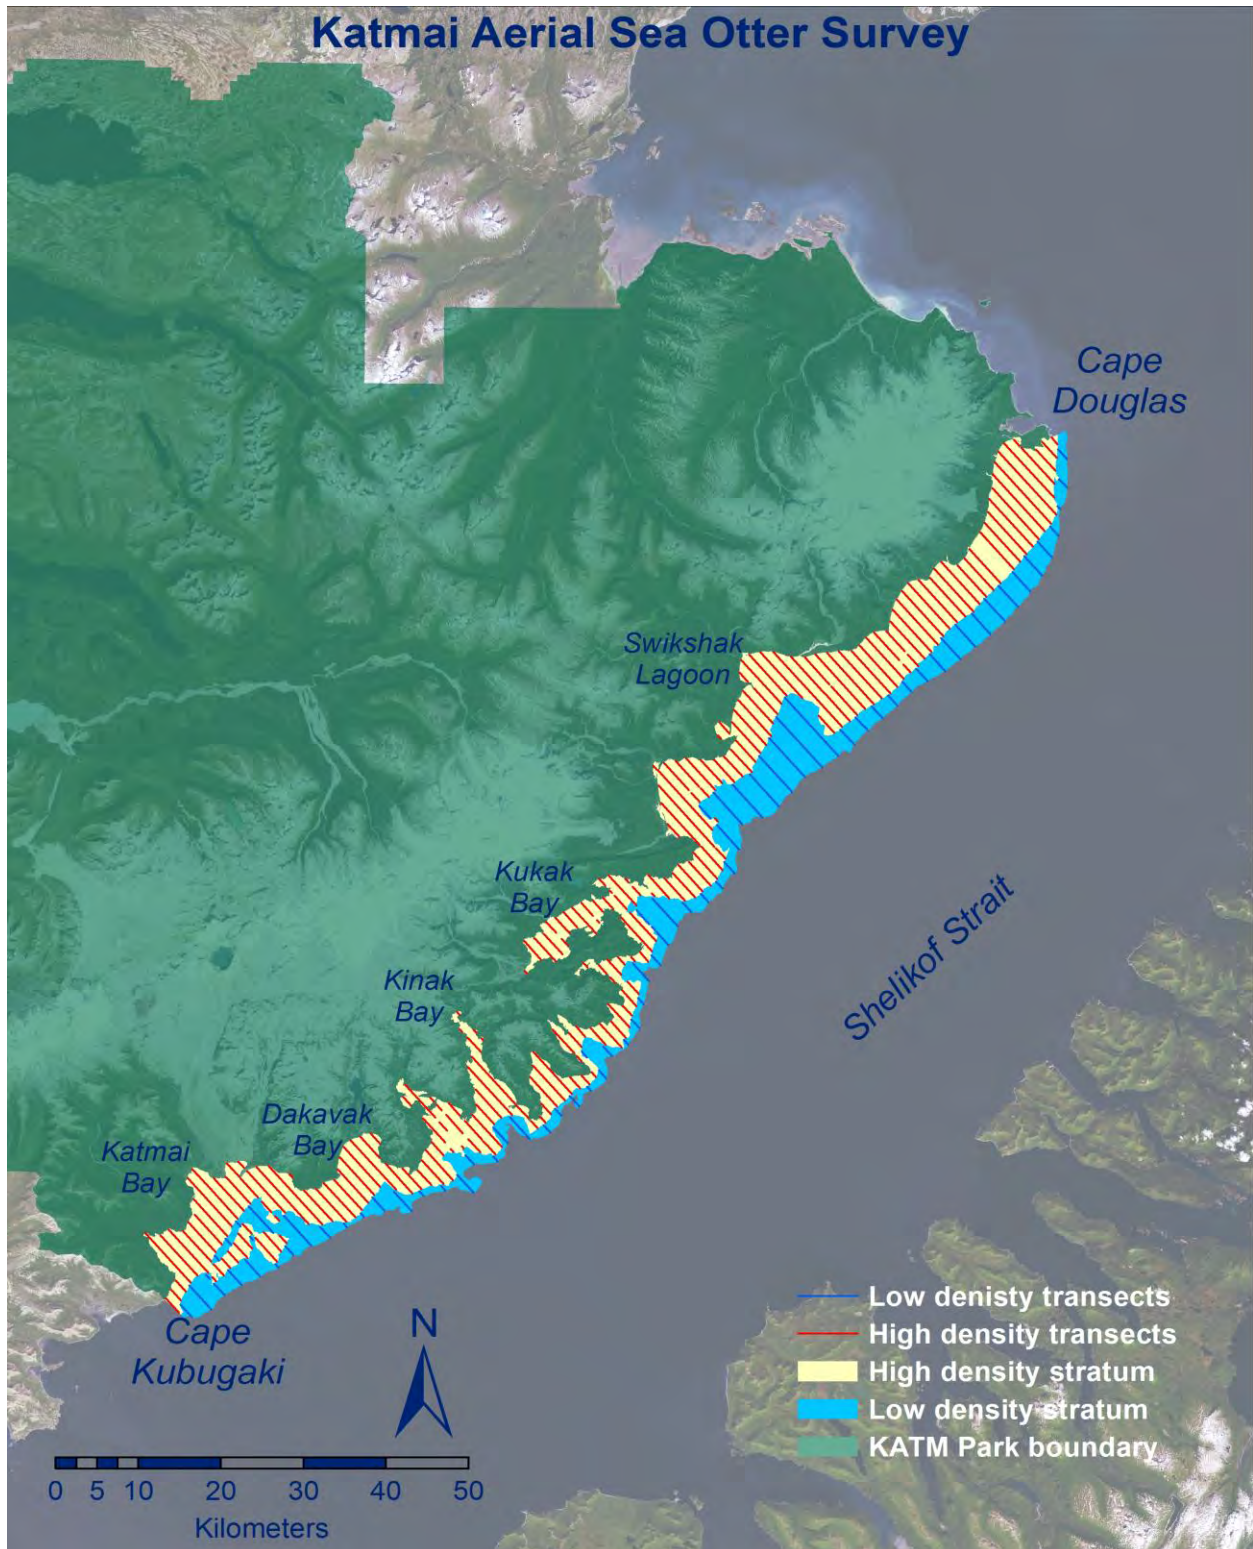 Katmai Aerial Sea Otter Survey
Cape
Douglas
Swikshak
Lagoon
Kukak
Bay
Kinak
Bay
Shelikof Strait
Dakavak
Bay
Katmai
Bay
Cape
Kubugaki
N
Low denisty transects
High density transects
High density stratum
Low density stratum
KATM Park boundary
0 5 10 20 30 40 50
Kilometers